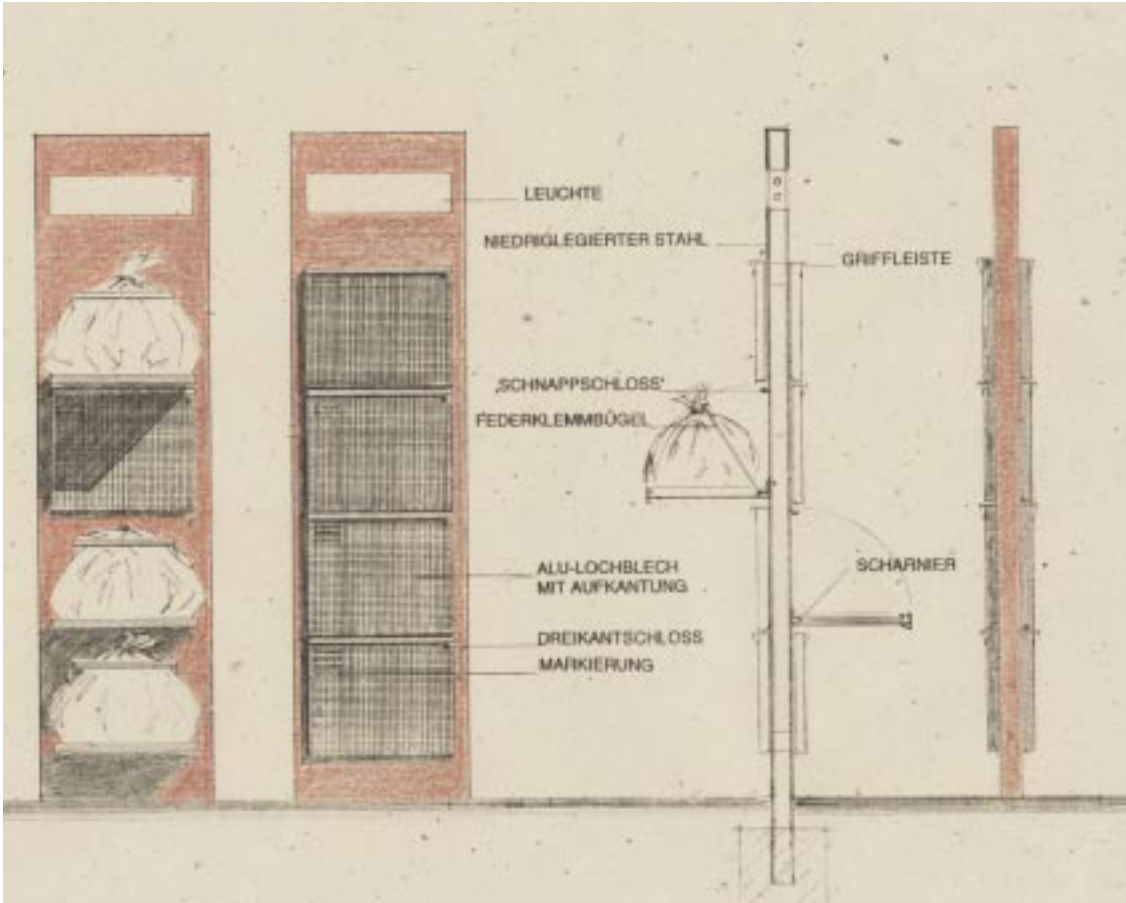 LEUCHTE
NIEDRIGLEGIERTER STAHL
GRIFFLEISTE
‚SCHNAPPSCHLOSS'
FEDERKLEMMBÜGEL
ALU-LOCHBLECH
MIT AUFKANTUNG
SCHARNIER
DREIKANTSCHLOSS
MARKIERUNG